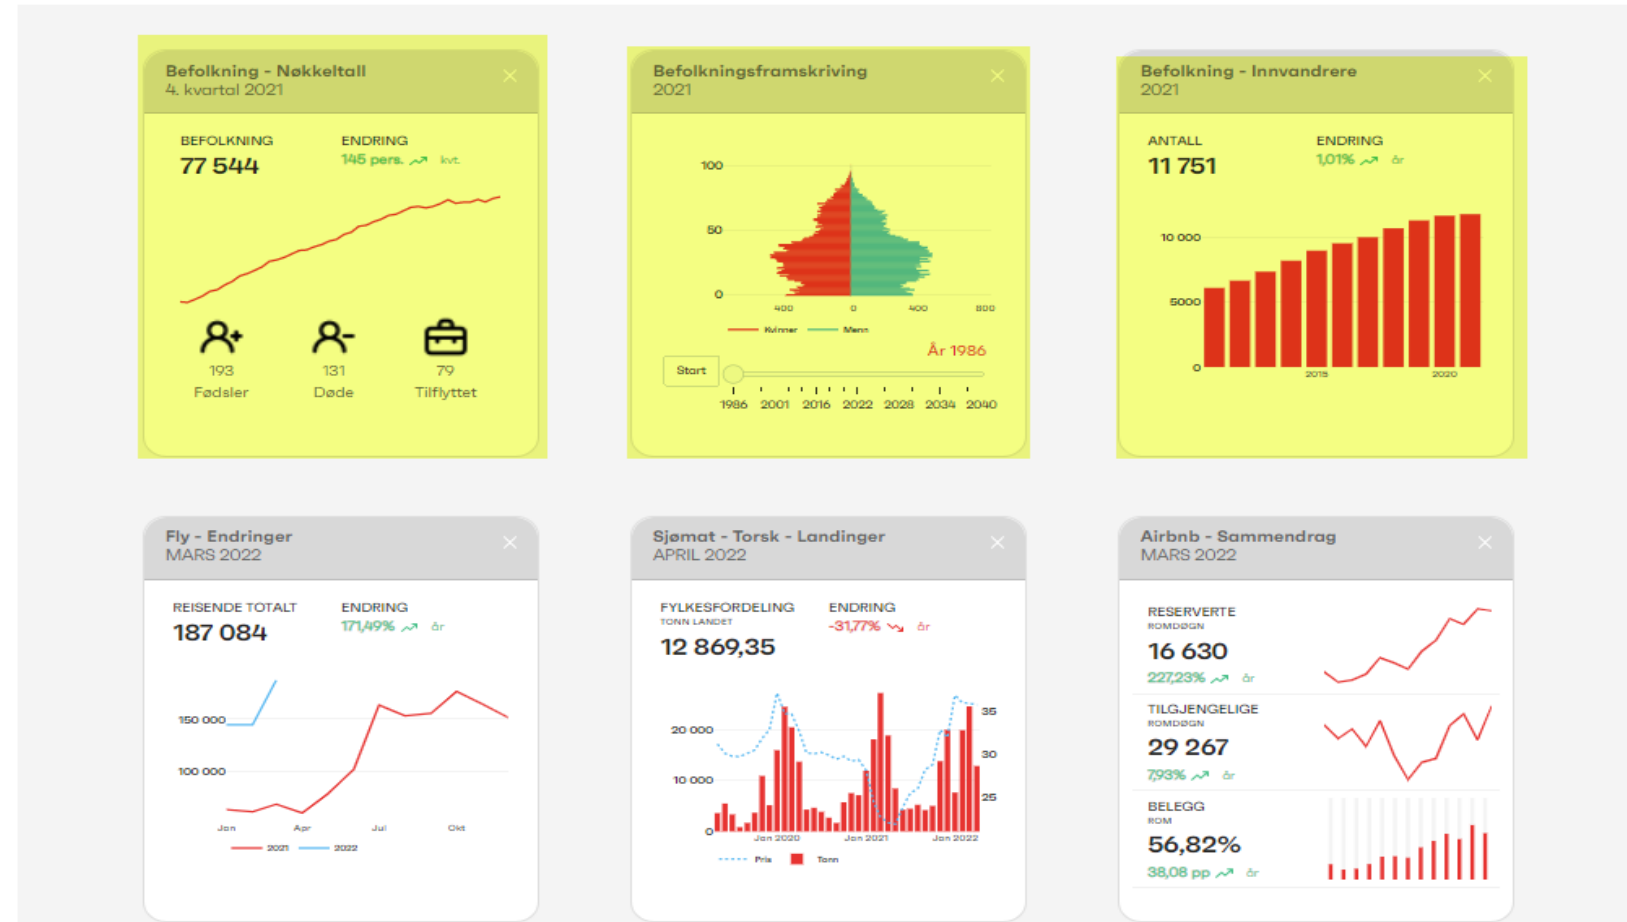 Befolkning - Nøkkeltall
4. kvartal 2021
BEFOLKNING
77 544
ENDRING
145 pers. kvt.
193
Fødsler
131
Døde
79
Tilflyttet
Befolkningsframskriving
2021
100
50
0
400 0 400 800
Kvinner Menn
År 1986
Start
1986 2001 2016 2022 2028 2034 2040
Befolkning - Innvandrere
2021
ANTALL
11 751
ENDRING
1,01% år
10 000
5000
0
2015 2020
Fly - Endringer
MARS 2022
REISENDE TOTALT
187 084
ENDRING
171,49% år
150 000
100 000
Jan Apr Jul Okt
2021 2022
Sjømat - Torsk - Landinger
APRIL 2022
FYLKESFORDELING
TONN LANDET
12 869,35
ENDRING
-31,77% år
20 000
10 000
0
35
30
25
Jan 2020 Jan 2021 Jan 2022
Pris Tonn
Airbnb - Sammendrag
MARS 2022
RESERVERTE
ROMDØGN
16 630
227,23% år
TILGJENGELIGE
ROMDØGN
29 267
7,93% år
BELEGG
ROM
56,82%
38,08 pp år